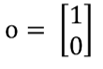 o = [1
0]